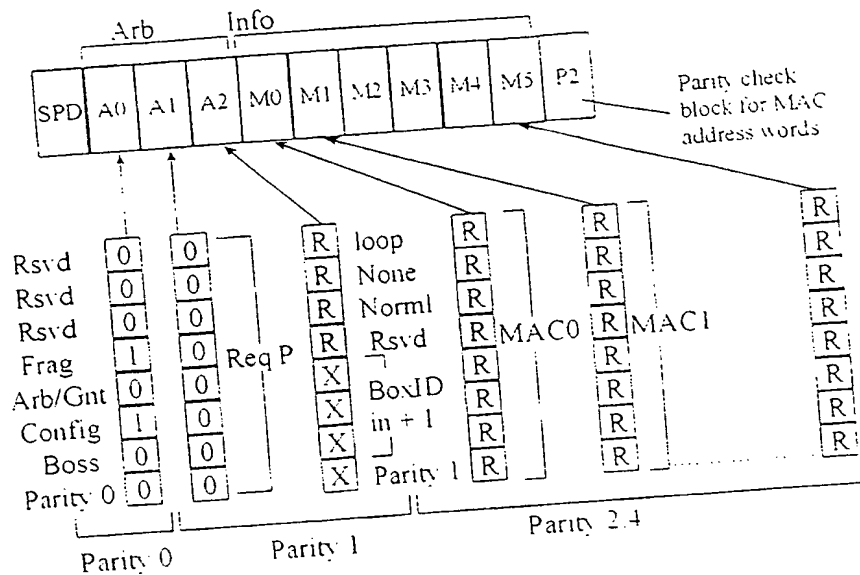 Arb Info
SPD A0 A1 A2 M0 M1 M2 M3 M4 M5 P2
Parity check
block for MAC
address words
Rsvd 0 0 R loop R R R
Rsvd 0 0 R None R R R
Rsvd 0 0 R Norml R R R
Frag 1 0 Req P R Rsvd R MAC0 R MAC1 R
Arb/Gnt 0 0 X BoxID R R R
Config 1 0 X in + 1 R R R
Boss 0 0 X R R R
Parity 0 0 0 X Parity 1 R R R
Parity 0 Parity 1 Parity 2.4